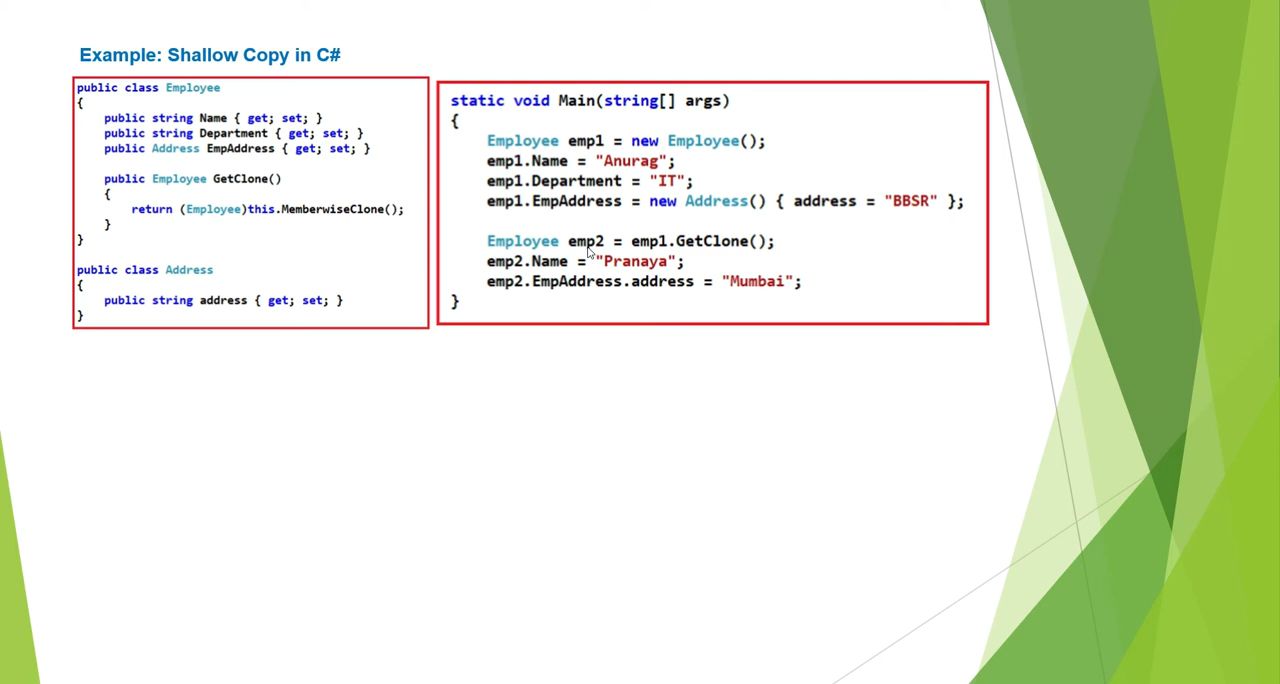 Example: Shallow Copy in C#
public class Employee
{
public string Name { get; set; }
public string Department { get; set; }
public Address EmpAddress { get; set; }
public Employee GetClone()
{
return (Employee)this.MemberwiseClone();
}
}
public class Address
{
public string address { get; set; }
}
static void Main(string[] args)
{
Employee emp1 = new Employee();
emp1.Name = "Anurag";
emp1.Department = "IT";
emp1.EmpAddress = new Address() { address = "BBSR" };
Employee emp2 = emp1.GetClone();
emp2.Name = "Pranaya";
emp2.EmpAddress.address = "Mumbai";
}